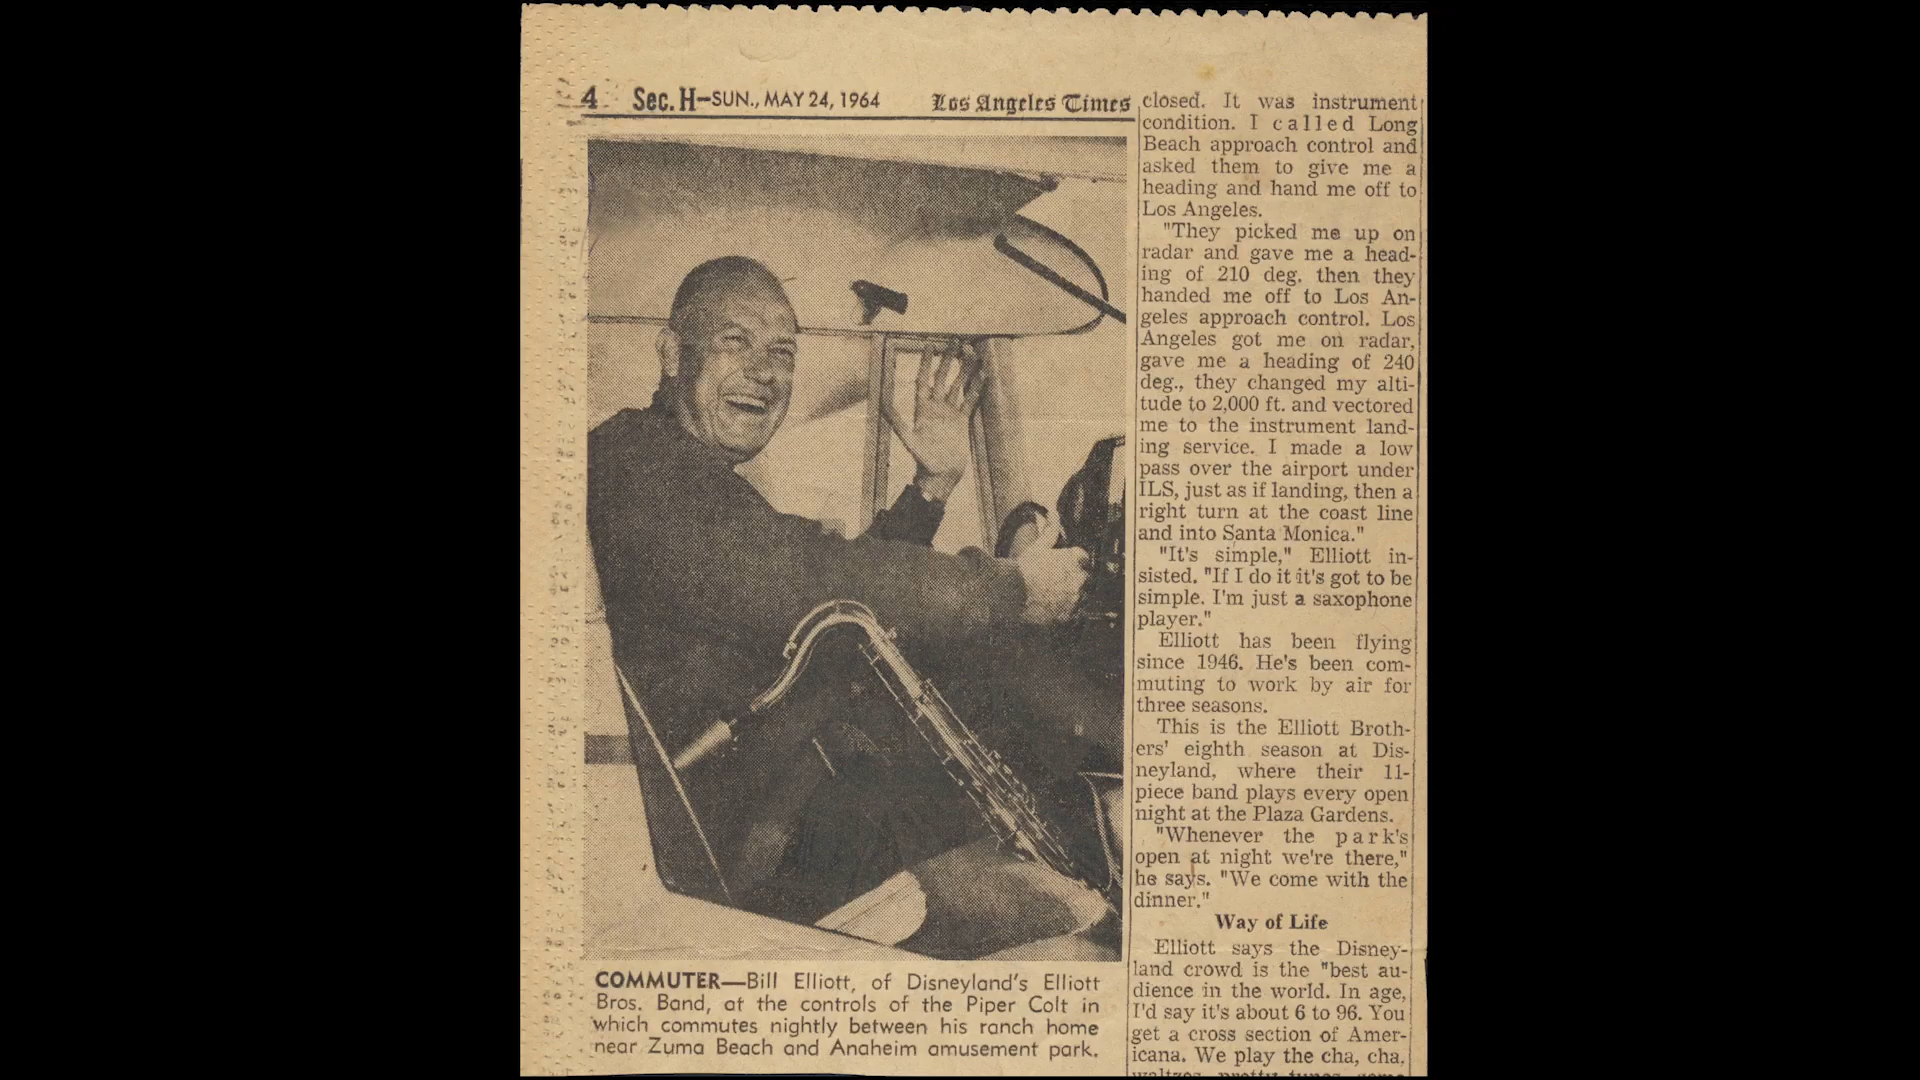 4 Sec. H—SUN., MAY 24, 1964 Los Angeles Times
COMMUTER—Bill Elliott, of Disneyland's Elliott
Bros. Band, at the controls of the Piper Colt in
which commutes nightly between his ranch home
near Zuma Beach and Anaheim amusement park.
closed. It was instrument
condition. I called Long
Beach approach control and
asked them to give me a
heading and hand me off to
Los Angeles.
"They picked me up on
radar and gave me a head-
ing of 210 deg. then they
handed me off to Los An-
geles approach control. Los
Angeles got me on radar,
gave me a heading of 240
deg., they changed my alti-
tude to 2,000 ft. and vectored
me to the instrument land-
ing service. I made a low
pass over the airport under
ILS, just as if landing, then a
right turn at the coast line
and into Santa Monica."
"It's simple," Elliott in-
sisted. "If I do it it's got to be
simple. I'm just a saxophone
player."
Elliott has been flying
since 1946. He's been com-
muting to work by air for
three seasons.
This is the Elliott Broth-
ers' eighth season at Dis-
neyland, where their 11-
piece band plays every open
night at the Plaza Gardens.
"Whenever the park's
open at night we're there,"
he says. "We come with the
dinner."
Way of Life
Elliott says the Disney-
land crowd is the "best au-
dience in the world. In age,
I'd say it's about 6 to 96. You
get a cross section of Amer-
icana. We play the cha, cha,
waltzes, pretty tunes, some